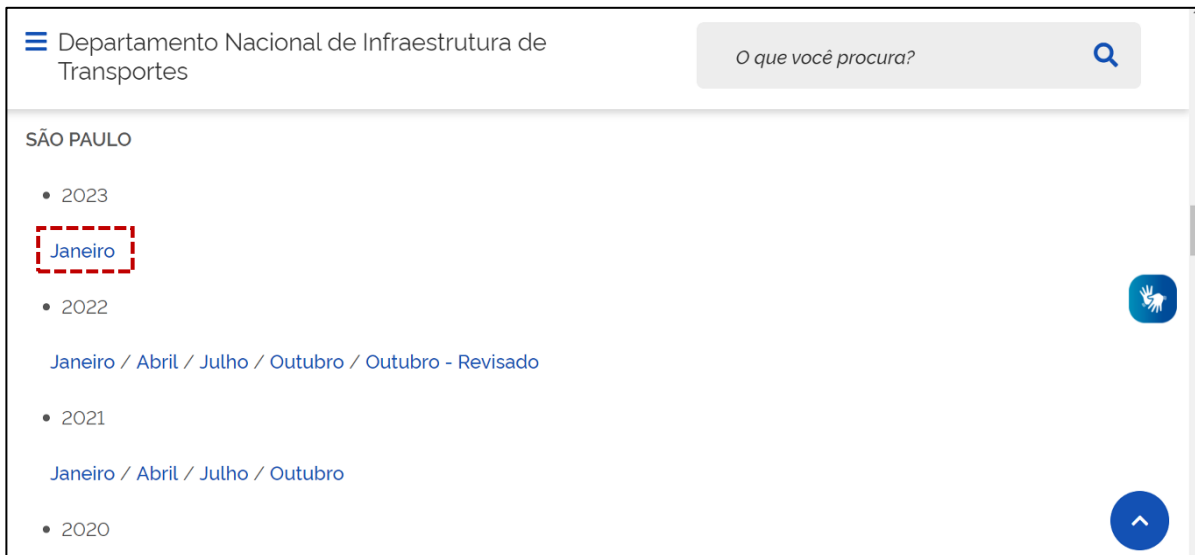 Departamento Nacional de Infraestrutura de
Transportes
O que você procura?
SÃO PAULO
• 2023
Janeiro
• 2022
Janeiro / Abril / Julho / Outubro / Outubro - Revisado
• 2021
Janeiro / Abril / Julho / Outubro
• 2020